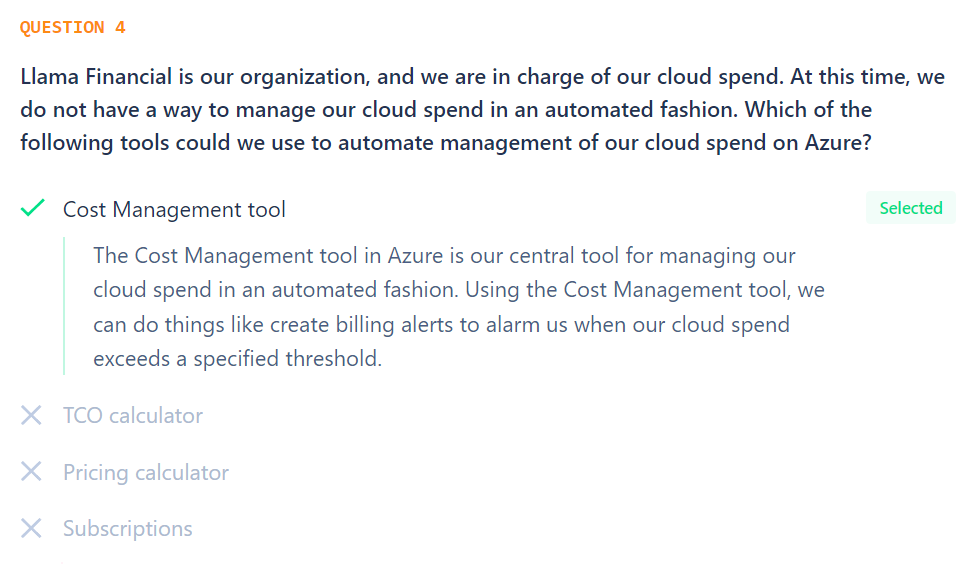 QUESTION 4
Llama Financial is our organization, and we are in charge of our cloud spend. At this time, we
do not have a way to manage our cloud spend in an automated fashion. Which of the
following tools could we use to automate management of our cloud spend on Azure?
Cost Management tool
Selected
The Cost Management tool in Azure is our central tool for managing our
cloud spend in an automated fashion. Using the Cost Management tool, we
can do things like create billing alerts to alarm us when our cloud spend
exceeds a specified threshold.
TCO calculator
Pricing calculator
Subscriptions